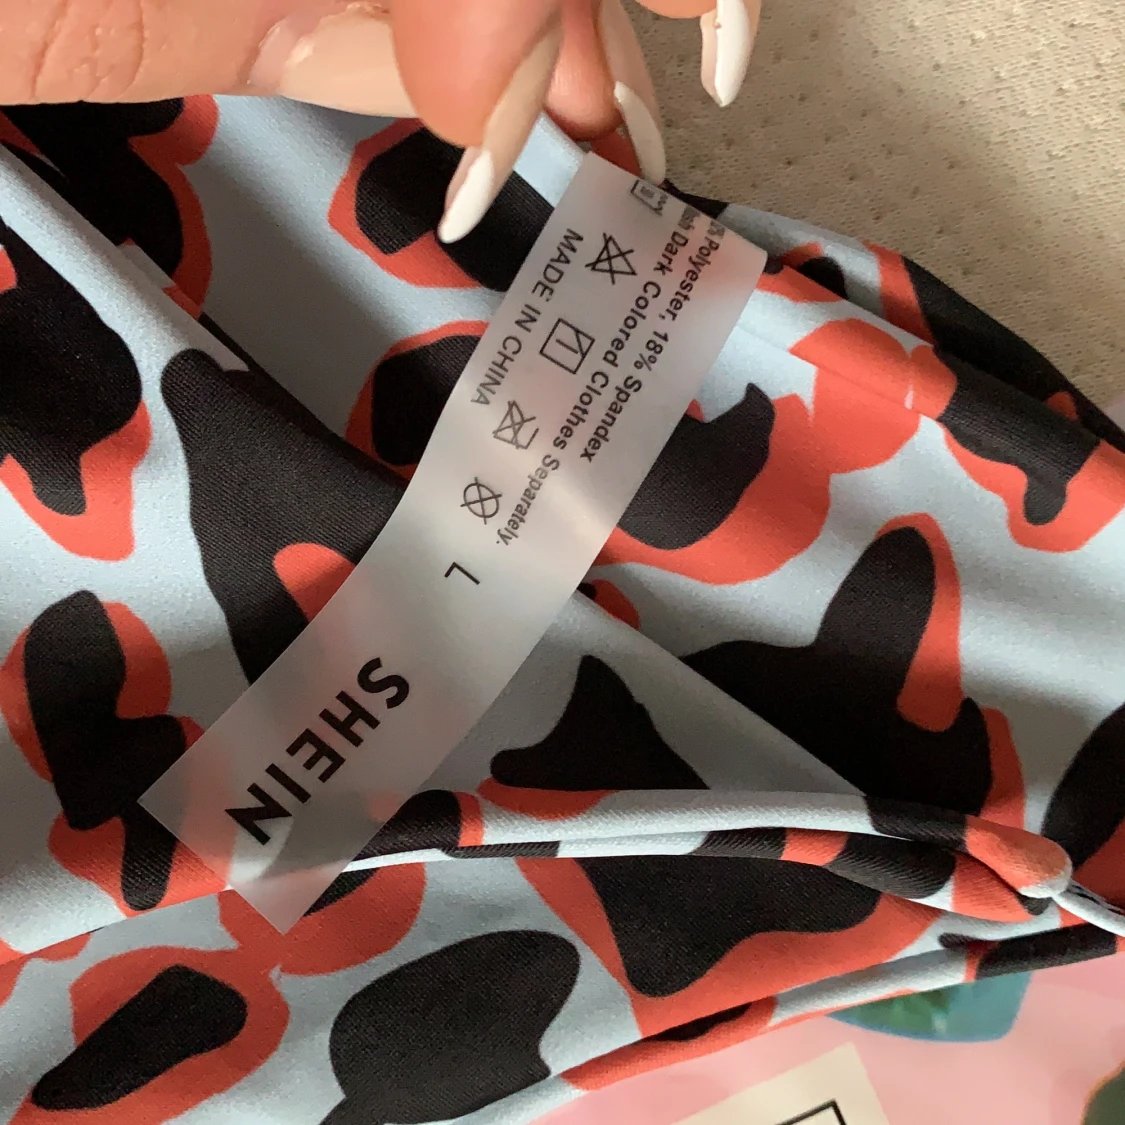 Polyester, 18% Spandex
Dark Colored Clothes Separately.
MADE IN CHINA
L
SHEIN